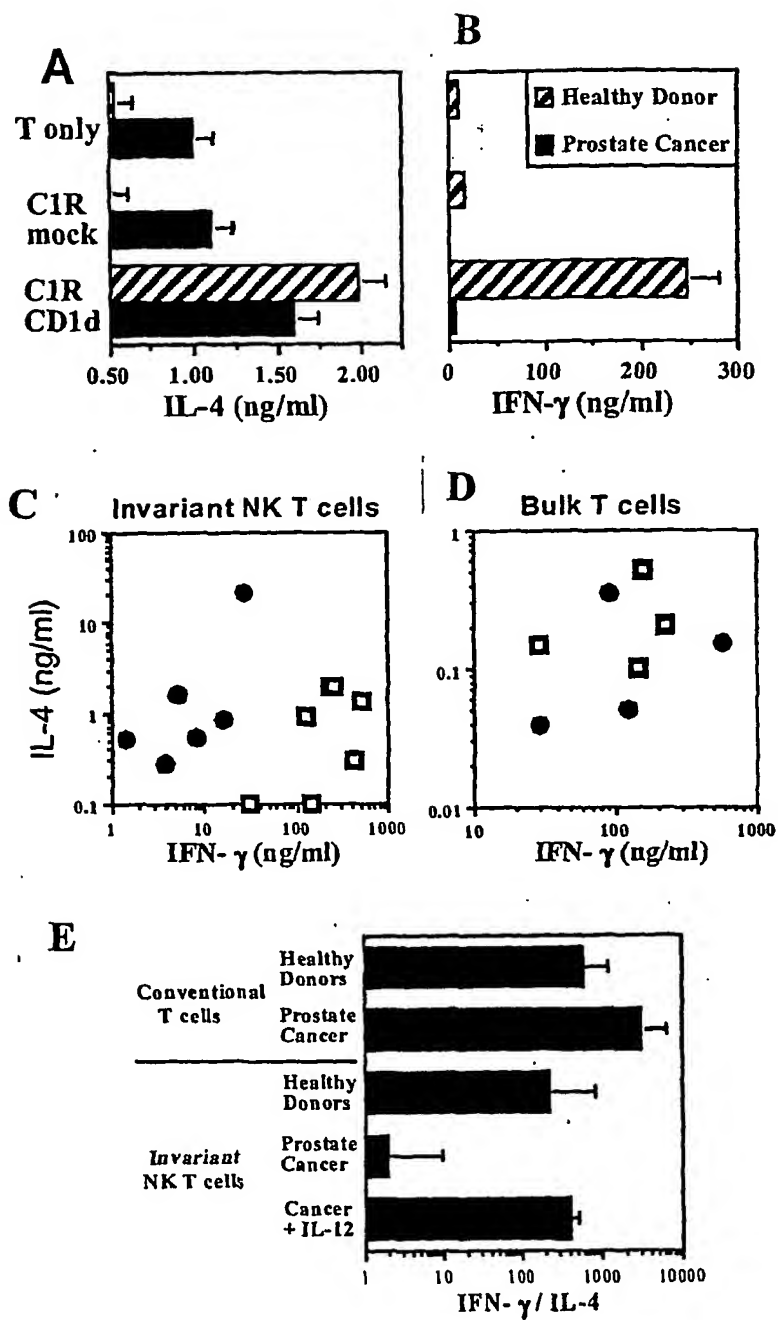 A
T only
C1R
mock
C1R
CD1d
0.50 1.00 1.50 2.00
IL-4 (ng/ml)
B
Healthy Donor
Prostate Cancer
0 100 200 300
IFN-γ (ng/ml)
C
Invariant NK T cells
100
10
1
0.1
IL-4 (ng/ml)
1 10 100 1000
IFN- γ (ng/ml)
D
Bulk T cells
1
0.1
0.01
10 100 1000
IFN- γ (ng/ml)
E
Conventional
T cells
Healthy
Donors
Prostate
Cancer
Invariant
NK T cells
Healthy
Donors
Prostate
Cancer
Cancer
+ IL-12
1 10 100 1000 10000
IFN- γ / IL-4